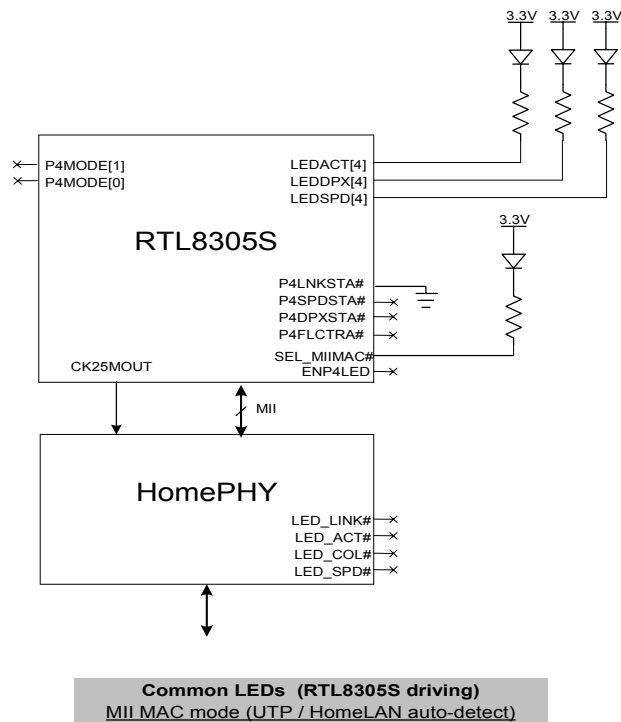 3.3V 3.3V 3.3V
P4MODE[1]
P4MODE[0]
LEDACT[4]
LEDDPX[4]
LEDSPD[4]
RTL8305S
3.3V
P4LNKSTA#
P4SPDSTA#
P4DPXSTA#
P4FLCTRA#
SEL_MIIMAC#
ENP4LED
CK25MOUT
MII
HomePHY
LED_LINK#
LED_ACT#
LED_COL#
LED_SPD#
Common LEDs (RTL8305S driving)
MII MAC mode (UTP / HomeLAN auto-detect)